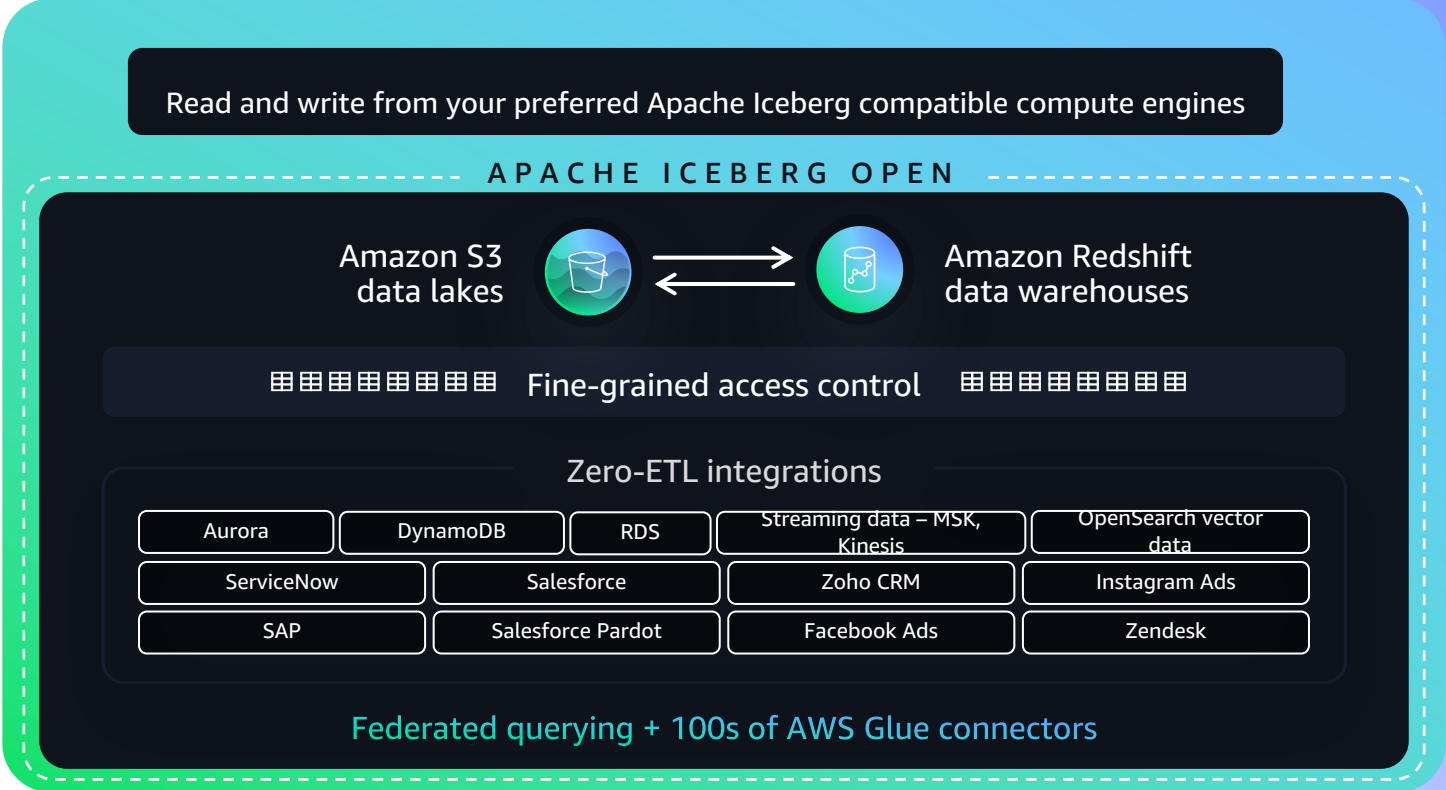 Read and write from your preferred Apache Iceberg compatible compute engines
APACHE ICEBERG OPEN
Amazon S3
data lakes
Amazon Redshift
data warehouses
Fine-grained access control
Zero-ETL integrations
Aurora
DynamoDB
RDS
Streaming data – MSK,
Kinesis
OpenSearch vector
data
ServiceNow
Salesforce
Zoho CRM
Instagram Ads
SAP
Salesforce Pardot
Facebook Ads
Zendesk
Federated querying + 100s of AWS Glue connectors